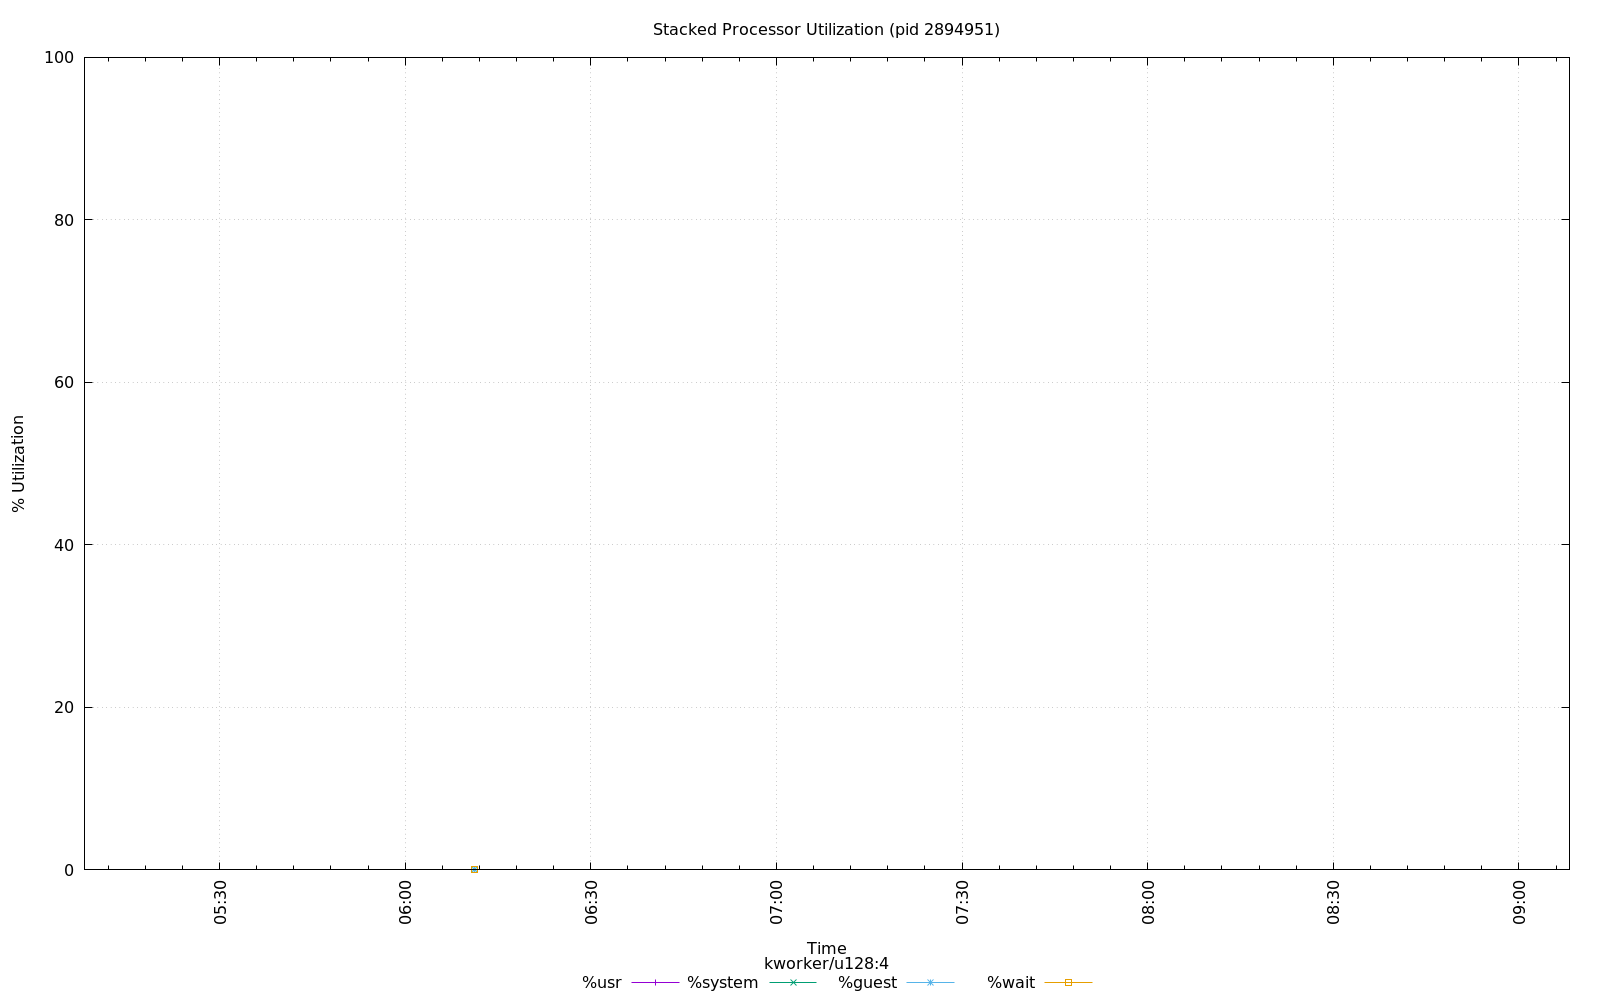 Stacked Processor Utilization (pid 2894951)
100
80
60
40
20
0
% Utilization
05:30
06:00
06:30
07:00
07:30
08:00
08:30
09:00
Time
kworker/u128:4
%usr %system %guest %wait